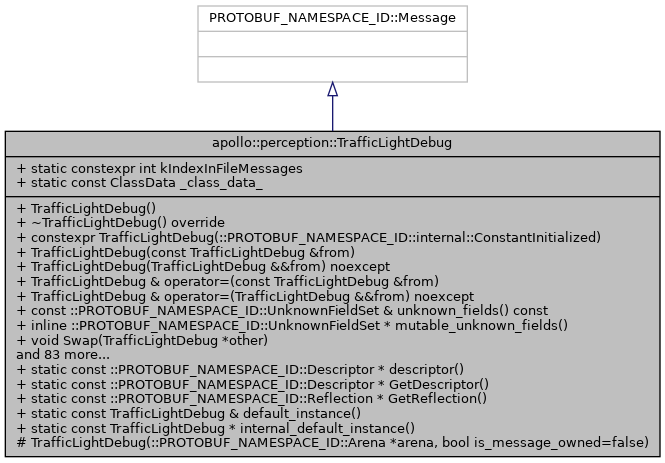 PROTOBUF_NAMESPACE_ID::Message
apollo::perception::TrafficLightDebug
+ static constexpr int kIndexInFileMessages
+ static const ClassData _class_data_
+ TrafficLightDebug()
+ ~TrafficLightDebug() override
+ constexpr TrafficLightDebug(::PROTOBUF_NAMESPACE_ID::internal::ConstantInitialized)
+ TrafficLightDebug(const TrafficLightDebug &from)
+ TrafficLightDebug(TrafficLightDebug &&from) noexcept
+ TrafficLightDebug & operator=(const TrafficLightDebug &from)
+ TrafficLightDebug & operator=(TrafficLightDebug &&from) noexcept
+ const ::PROTOBUF_NAMESPACE_ID::UnknownFieldSet & unknown_fields() const
+ inline ::PROTOBUF_NAMESPACE_ID::UnknownFieldSet * mutable_unknown_fields()
+ void Swap(TrafficLightDebug *other)
and 83 more...
+ static const ::PROTOBUF_NAMESPACE_ID::Descriptor * descriptor()
+ static const ::PROTOBUF_NAMESPACE_ID::Descriptor * GetDescriptor()
+ static const ::PROTOBUF_NAMESPACE_ID::Reflection * GetReflection()
+ static const TrafficLightDebug & default_instance()
+ static const TrafficLightDebug * internal_default_instance()
# TrafficLightDebug(::PROTOBUF_NAMESPACE_ID::Arena *arena, bool is_message_owned=false)